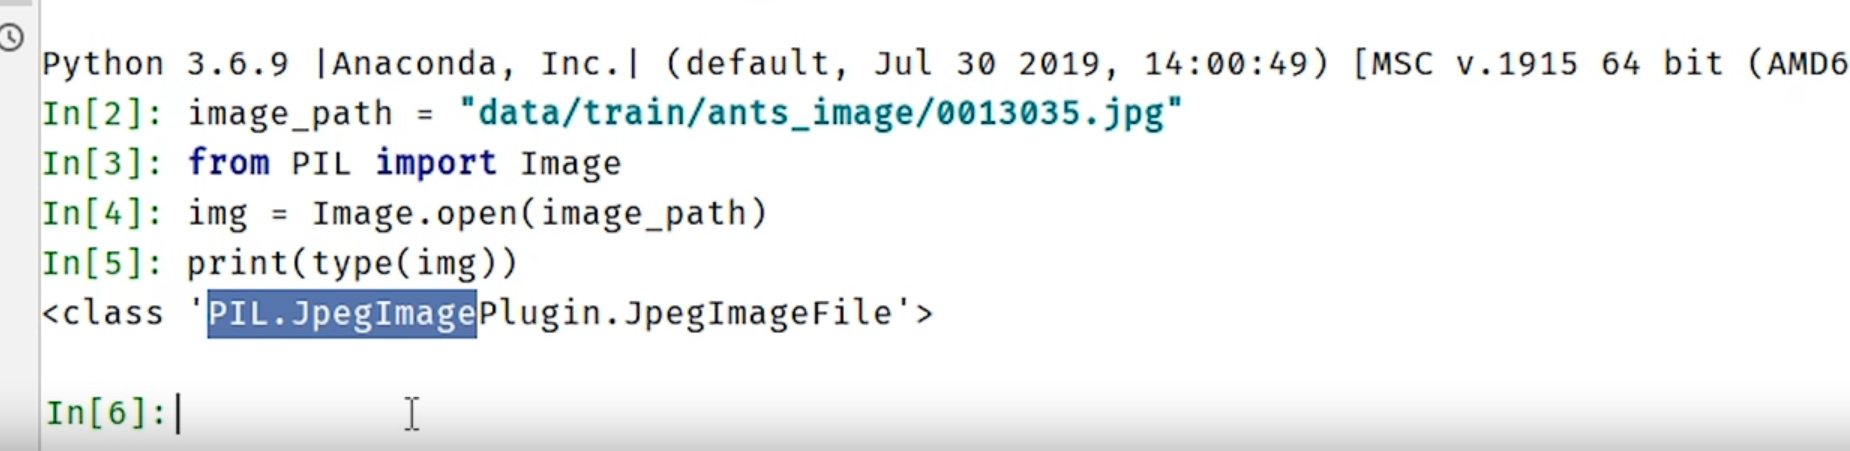 Python 3.6.9 |Anaconda, Inc.| (default, Jul 30 2019, 14:00:49) [MSC v.1915 64 bit (AMD6
In[2]: image_path = "data/train/ants_image/0013035.jpg"
In[3]: from PIL import Image
In[4]: img = Image.open(image_path)
In[5]: print(type(img))
<class 'PIL.JpegImagePlugin.JpegImageFile'>
In[6]: